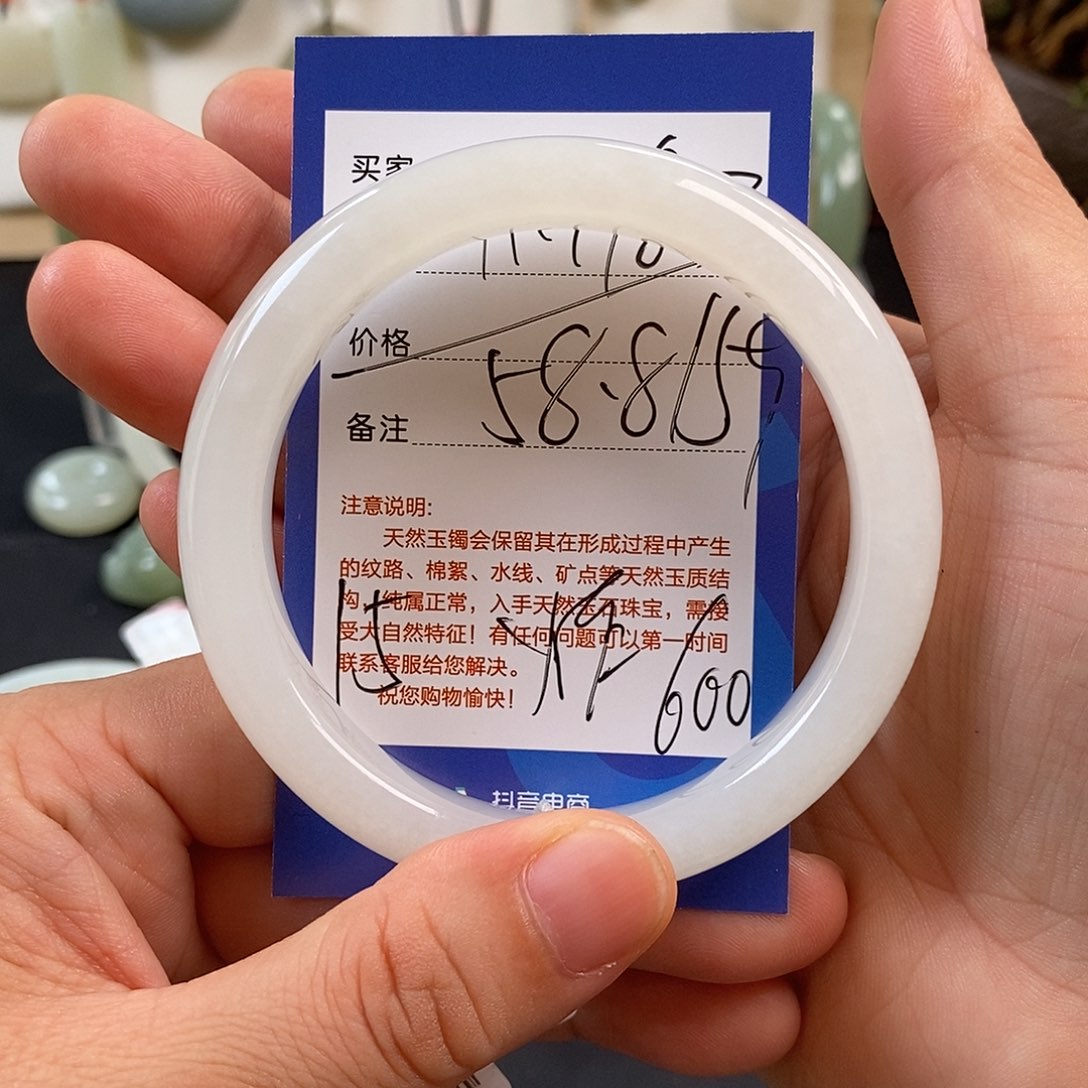 买家
价格
58.8/15
备注
注意说明:
天然玉镯会保留其在形成过程中产生
的纹路、棉絮、水线、矿点等天然玉质结
构，纯属正常，入手天然玉石珠宝，需接
受大自然特征！有任何问题可以第一时间
联系客服给您解决。
祝您购物愉快！
15
600
抖音电商